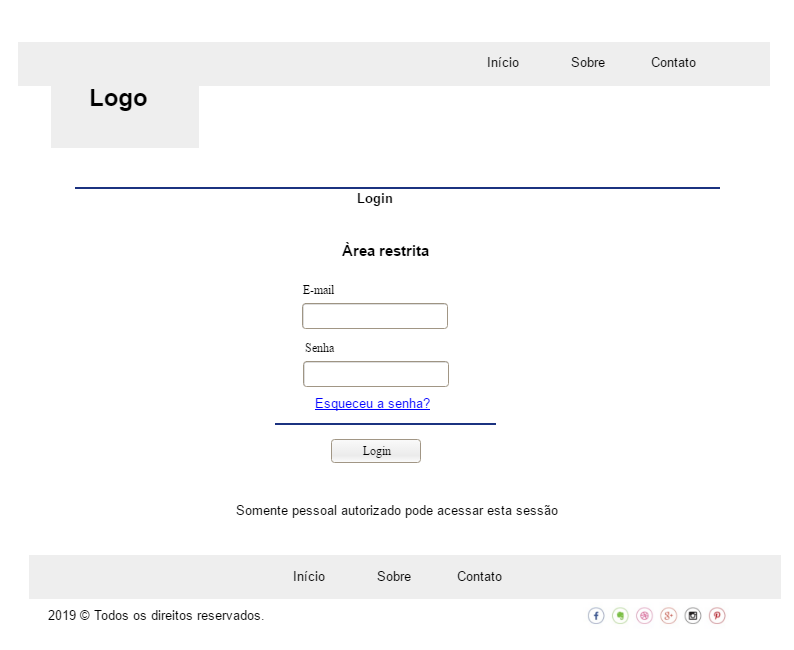 Início Sobre Contato
Logo
Login
Àrea restrita
E-mail
Senha
Esqueceu a senha?
Login
Somente pessoal autorizado pode acessar esta sessão
Início Sobre Contato
2019 © Todos os direitos reservados.